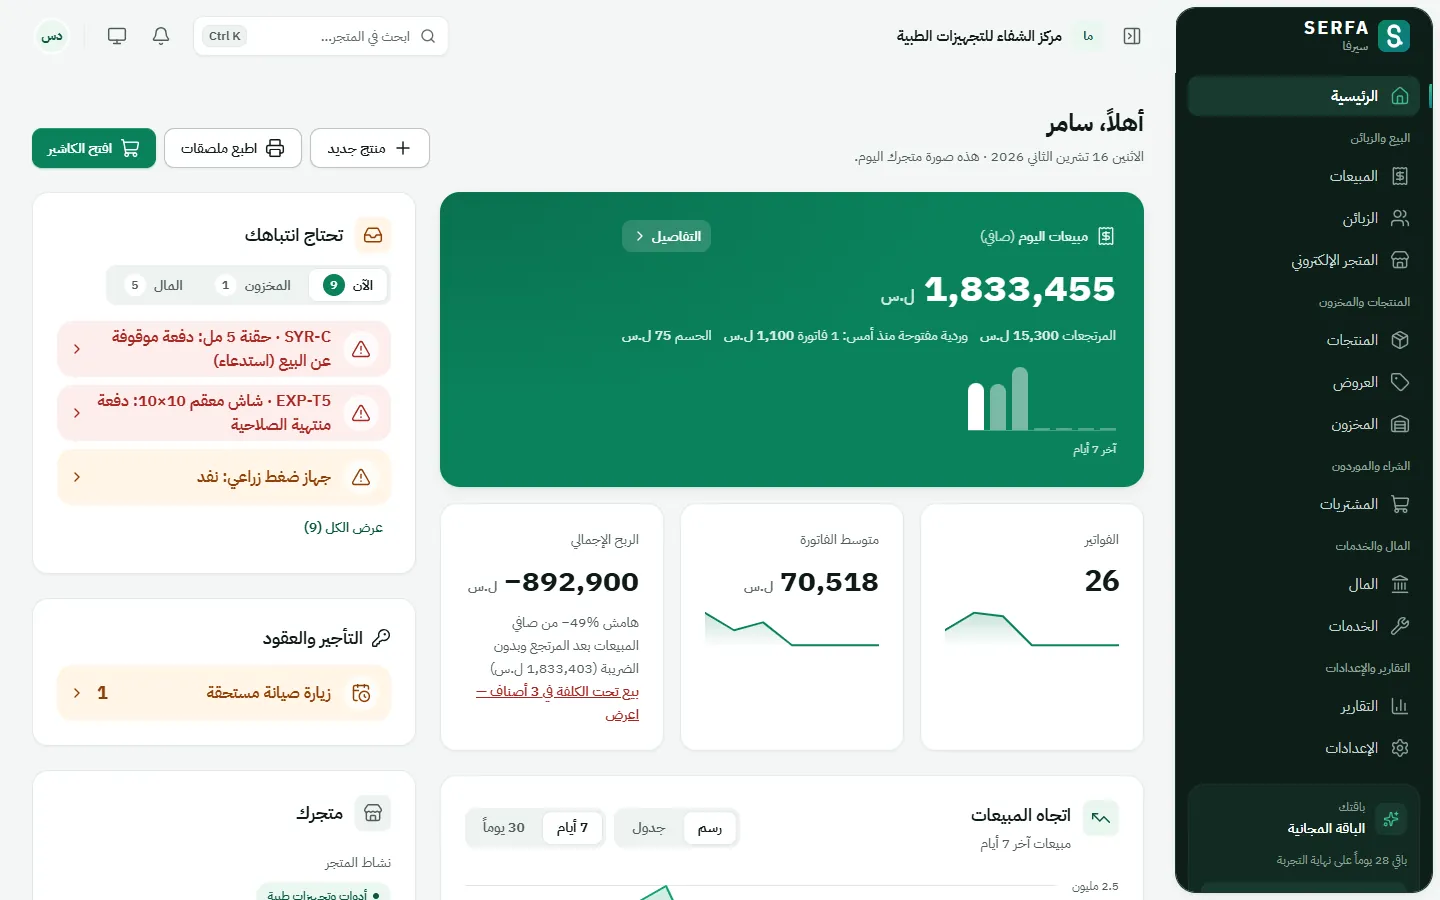 SERFA
سيرفا
الرئيسية
البيع والزبائن
المبيعات
الزبائن
المتجر الإلكتروني
المنتجات والمخزون
المنتجات
العروض
المخزون
الشراء والموردون
المشتريات
المال والخدمات
المال
الخدمات
التقارير والإعدادات
التقارير
الإعدادات
باقتك
الباقة المجانية
باقي 28 يوماً على نهاية التجربة
ما
مركز الشفاء للتجهيزات الطبية
ابحث في المتجر...
Ctrl K
دس
أهلاً، سامر
الاثنين 16 تشرين الثاني 2026 · هذه صورة متجرك اليوم.
منتج جديد
اطبع ملصقات
افتح الكاشير
مبيعات اليوم (صافي)
التفاصيل
1,833,455 ل.س
المرتجعات 15,300 ل.س وردية مفتوحة منذ أمس: 1 فاتورة 1,100 ل.س الحسم 75 ل.س
آخر 7 أيام
الفواتير
26
متوسط الفاتورة
70,518 ل.س
الربح الإجمالي
−892,900 ل.س
هامش 49%− من صافي
المبيعات بعد المرتجع وبدون
الضريبة (1,833,403 ل.س)
بيع تحت الكلفة في 3 أصناف —
اعرض
اتجاه المبيعات
مبيعات آخر 7 أيام
رسم
جدول
7 أيام
30 يوماً
2.5 مليون
تحتاج انتباهك
الآن 9
المخزون 1
المال 5
SYR-C · حقنة 5 مل: دفعة موقوفة
عن البيع (استدعاء)
EXP-T5 · شاش معقم 10×10: دفعة
منتهية الصلاحية
جهاز ضغط زراعي: نفد
عرض الكل (9)
التأجير والعقود
زيارة صيانة مستحقة
1
متجرك
نشاط المتجر
أدوات وتجهيزات طبية